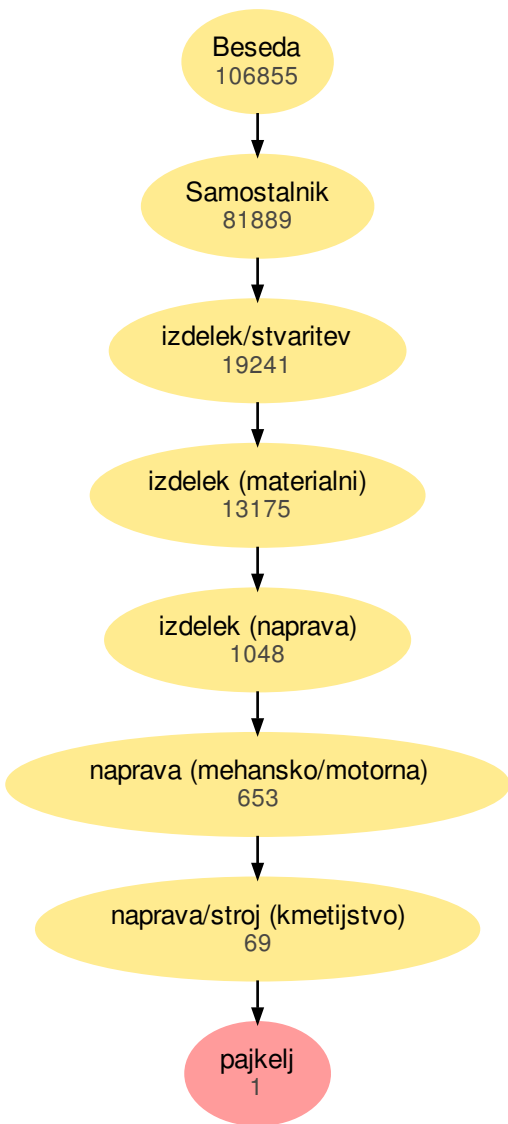 Beseda
106855
Samostalnik
81889
izdelek/stvaritev
19241
izdelek (materialni)
13175
izdelek (naprava)
1048
naprava (mehansko/motorna)
653
naprava/stroj (kmetijstvo)
69
pajkelj
1